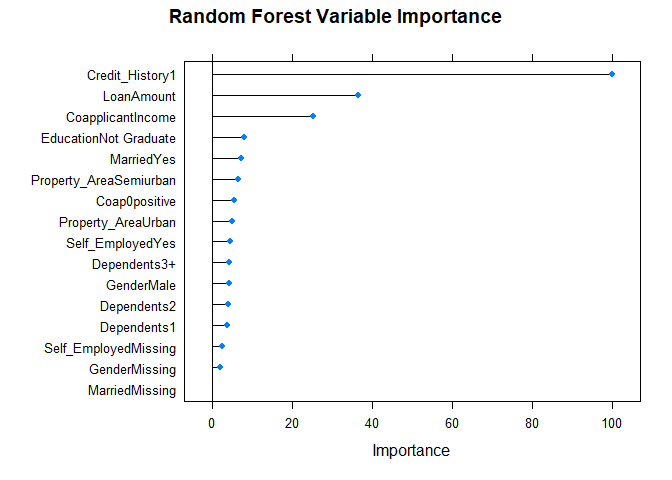 Random Forest Variable Importance
Credit_History1
LoanAmount
CoapplicantIncome
EducationNot Graduate
MarriedYes
Property_AreaSemiurban
Coap0positive
Property_AreaUrban
Self_EmployedYes
Dependents3+
GenderMale
Dependents2
Dependents1
Self_EmployedMissing
GenderMissing
MarriedMissing
0 20 40 60 80 100
Importance